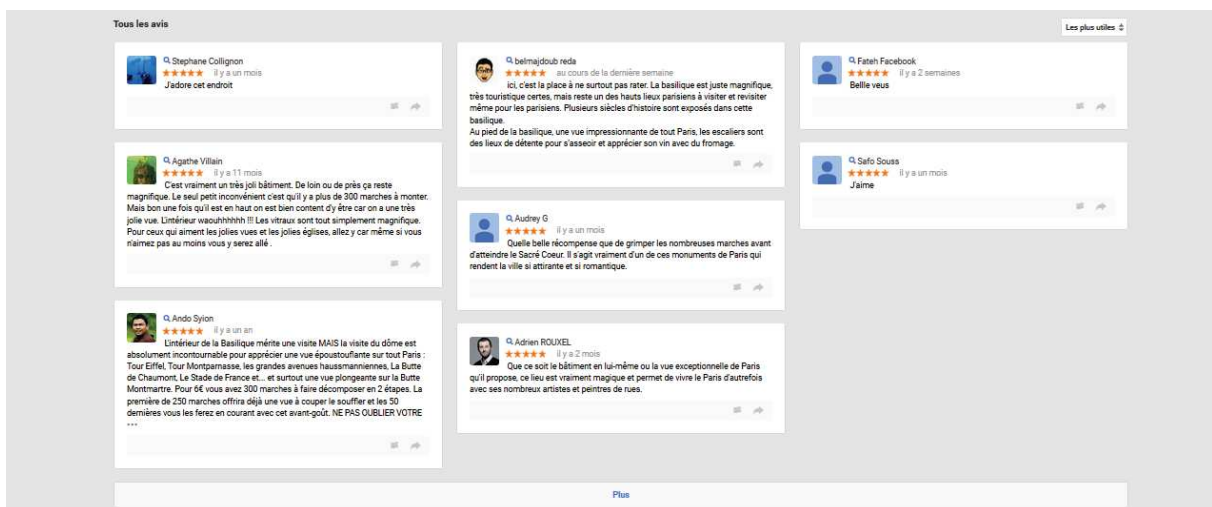 Tous les avis
Les plus utiles
Stephane Collignon
il y a un mois
J'adore cet endroit
Agathe Villain
il y a 11 mois
C'est vraiment un très joli bâtiment. De loin ou de près ça reste
magnifique. Le seul petit inconvénient c'est qu'il y a plus de 300 marches à monter.
Mais bon une fois qu'il est en haut on est bien content d'y être car on a une très
jolie vue. L'intérieur waouhhhhhh !!! Les vitraux sont tout simplement magnifique.
Pour ceux qui aiment les jolies vues et les jolies églises, allez y car même si vous
n'aimez pas au moins vous y serez allé .
Ando Syion
il y a un an
L'intérieur de la Basilique mérite une visite MAIS la visite du dôme est
absolument incontournable pour apprécier une vue époustouflante sur tout Paris :
Tour Eiffel, Tour Montparnasse, les grandes avenues haussmanniennes, La Butte
de Chaumont, Le Stade de France et... et surtout une vue plongeante sur la Butte
Montmartre. Pour 6€ vous avez 300 marches à faire décomposer en 2 étapes. La
première de 250 marches offrira déjà une vue à couper le souffler et les 50
dernières vous les ferez en courant avec cet avant-goût. NE PAS OUBLIER VOTRE
...
belmajdoub reda
au cours de la dernière semaine
ici, c'est la place à ne surtout pas rater. La basilique est juste magnifique,
très touristique certes, mais reste un des hauts lieux parisiens à visiter et revisiter
même pour les parisiens. Plusieurs siècles d'histoire sont exposés dans cette
basilique.
Au pied de la basilique, une vue impressionnante de tout Paris, les escaliers sont
des lieux de détente pour s'asseoir et apprécier son vin avec du fromage.
Audrey G
il y a un mois
Quelle belle récompense que de grimper les nombreuses marches avant
d'atteindre le Sacré Coeur. Il s'agit vraiment d'un de ces monuments de Paris qui
rendent la ville si attirante et si romantique.
Adrien ROUXEL
il y a 2 mois
Que ce soit le bâtiment en lui-même ou la vue exceptionnelle de Paris
qu'il propose, ce lieu est vraiment magique et permet de vivre le Paris d'autrefois
avec ses nombreux artistes et peintres de rues.
Fateh Facebook
il y a 2 semaines
Bellle veus
Safo Souss
il y a un mois
J'aime
Plus